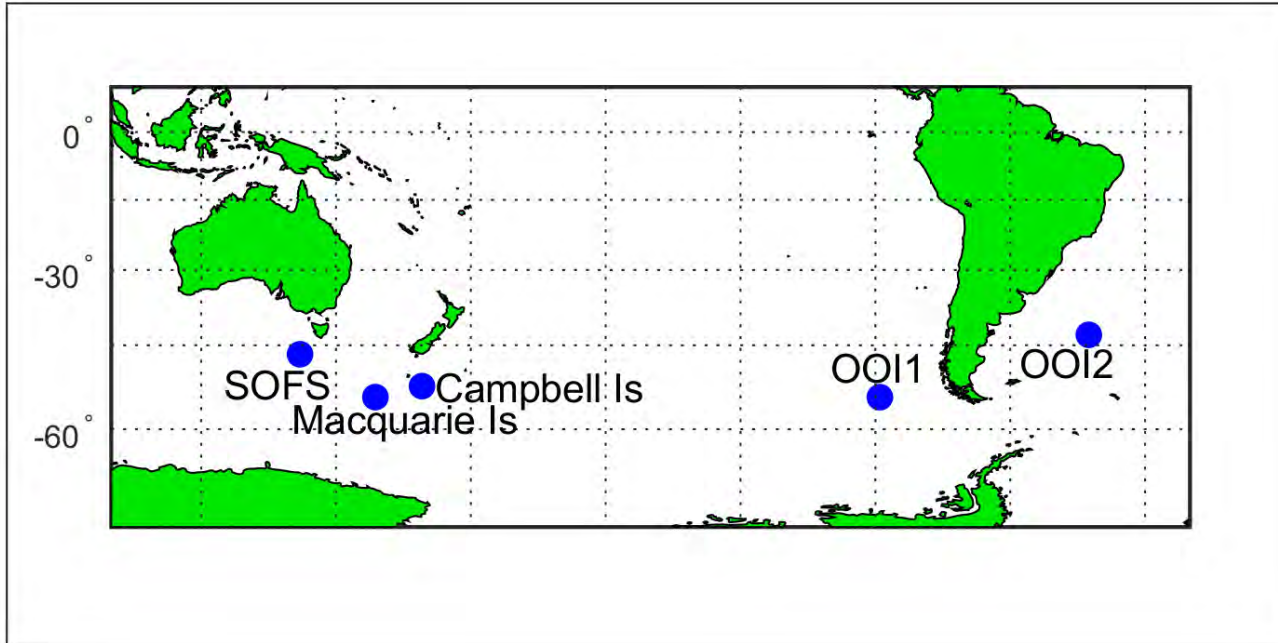 0°
-30°
OOI1
OOI2
SOFS
Campbell Is
Macquarie Is
-60°